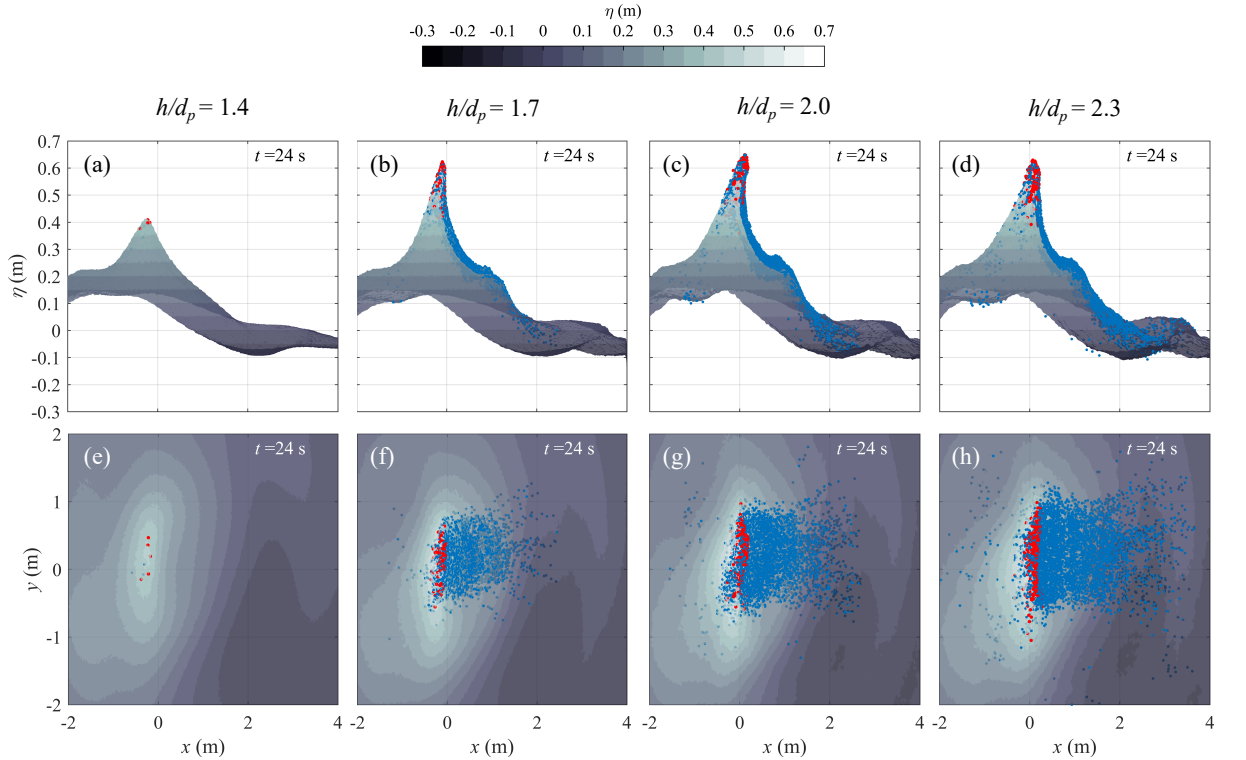 η (m)
-0.3 -0.2 -0.1 0 0.1 0.2 0.3 0.4 0.5 0.6 0.7
h/dp = 1.4 h/dp = 1.7 h/dp = 2.0 h/dp = 2.3
0.7
0.6
0.5
0.4
0.3
0.2
0.1
0
-0.1
-0.2
-0.3
η (m)
(a) t =24 s (b) t =24 s (c) t =24 s (d) t =24 s
2
1
0
-1
-2
y (m)
(e) t =24 s (f) t =24 s (g) t =24 s (h) t =24 s
-2 0 2 4 -2 0 2 4 -2 0 2 4 -2 0 2 4
x (m) x (m) x (m) x (m)